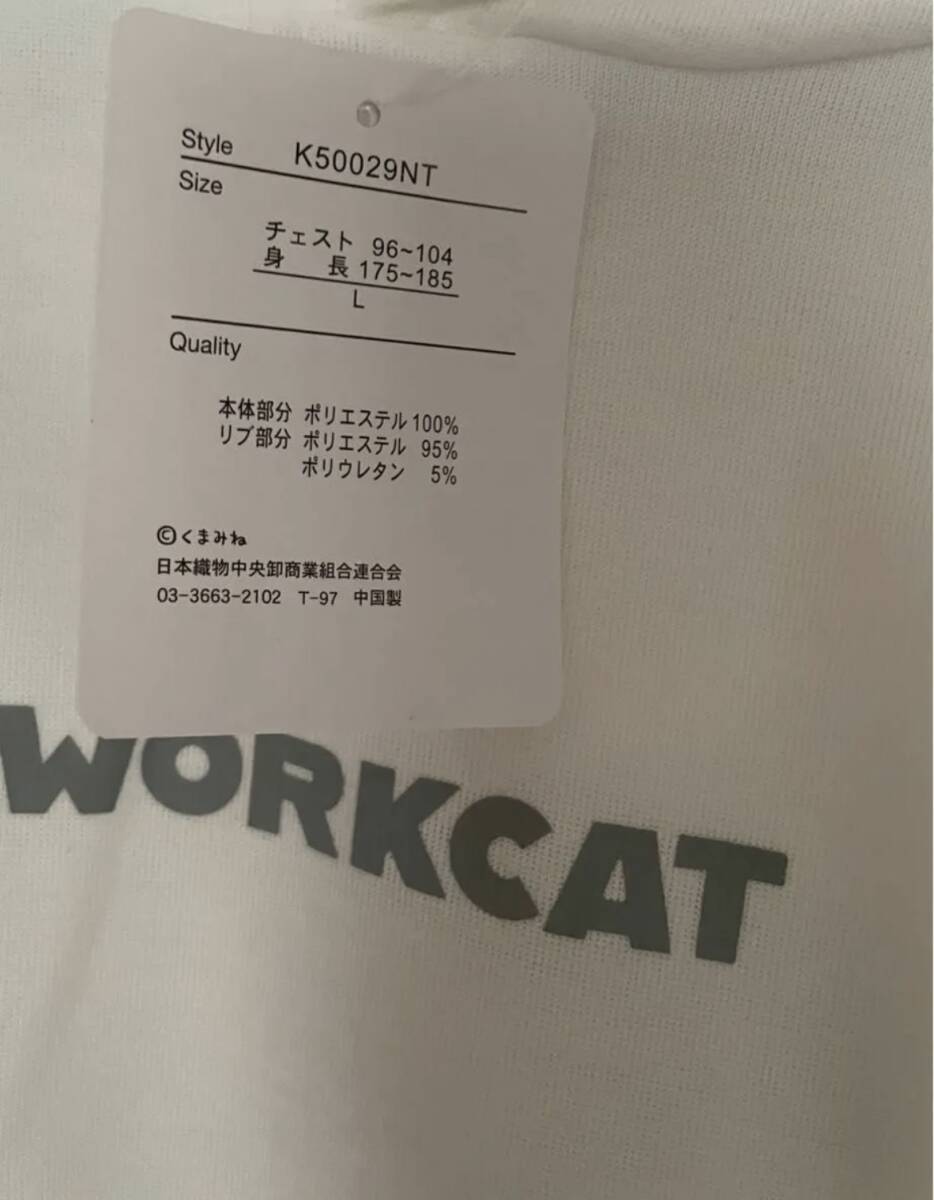 Style K50029NT
Size
チェスト 96~104
身 長 175~185
L
Quality
本体部分 ポリエステル 100%
リブ部分 ポリエステル 95%
ポリウレタン 5%
©くまみね
日本織物中央卸商業組合連合会
03-3663-2102 T-97 中国製
WORKCAT